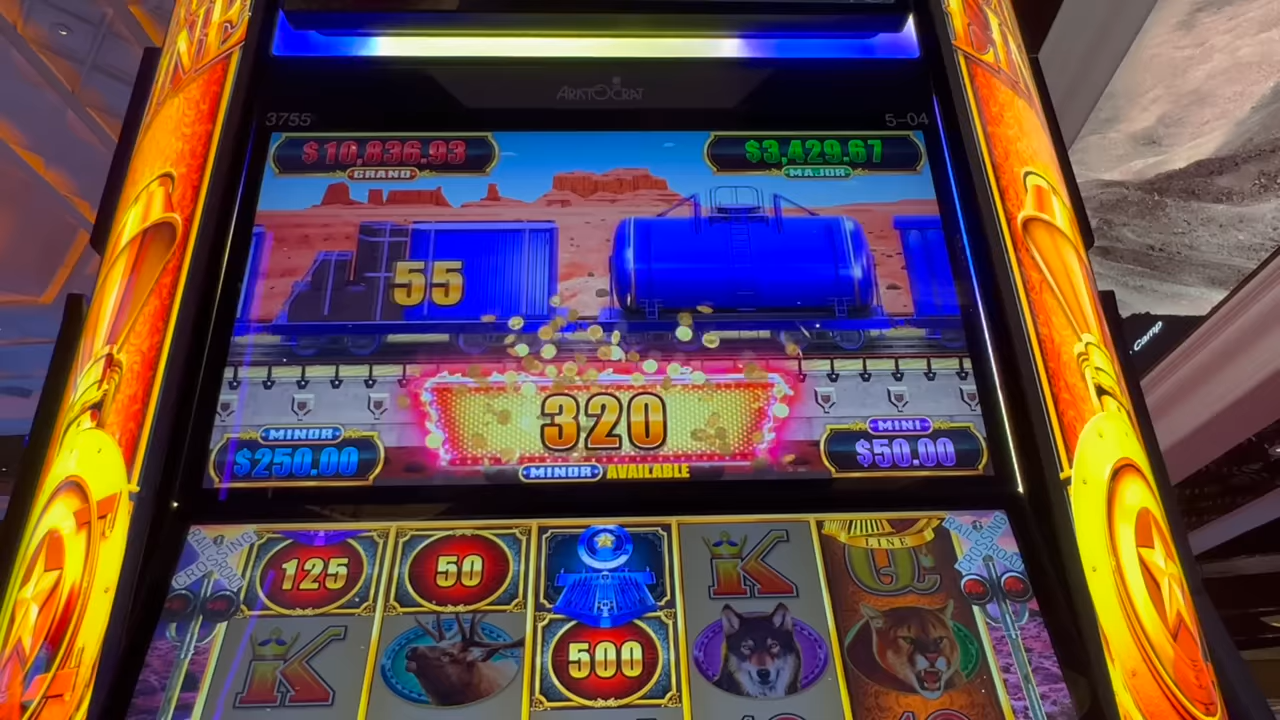 ARISTOCRAT
3755
5-04
$10,836.93
GRAND
$3,429.67
MAJOR
55
320
MINOR
$250.00
MINI
$50.00
MINOR AVAILABLE
RAILROAD
CROSSING
125
50
K
LINE
Q
RAILROAD
CROSSING
K
500
Camp